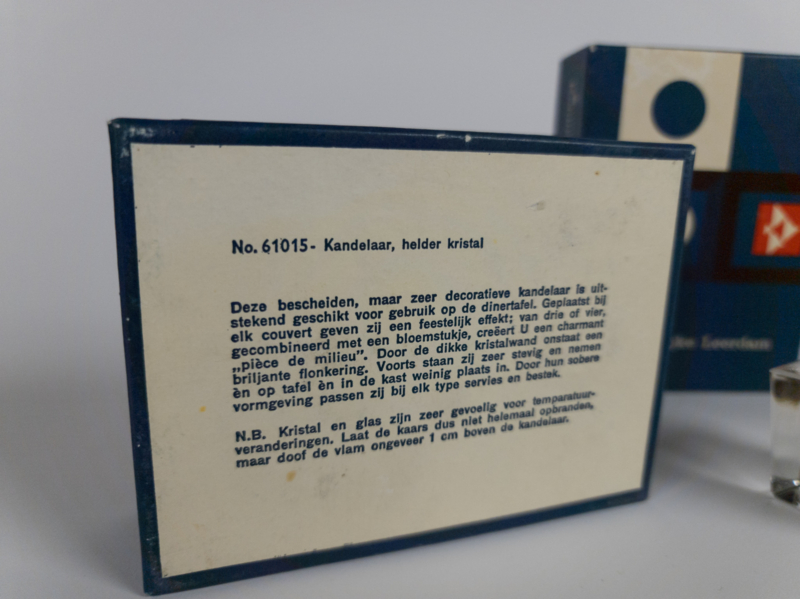 No. 61015 - Kandelaar, helder kristal
Deze bescheiden, maar zeer decoratieve kandelaar is uit-
stekend geschikt voor gebruik op de dinertafel. Geplaatst bij
elk couvert geven zij een feestelijk effekt; van drie of vier,
gecombineerd met een bloemstukje, creëert U een charmant
„pièce de milieu”. Door de dikke kristalwand onstaat een
briljante flonkering. Voorts staan zij zeer stevig en nemen
èn op tafel èn in de kast weinig plaats in. Door hun sobere
vormgeving passen zij bij elk type servies en bestek.
N.B. Kristal en glas zijn zeer gevoelig voor temperatuur-
veranderingen. Laat de kaars dus niet helemaal opbranden,
maar doof de vlam ongeveer 1 cm boven de kandelaar.
Leerdam